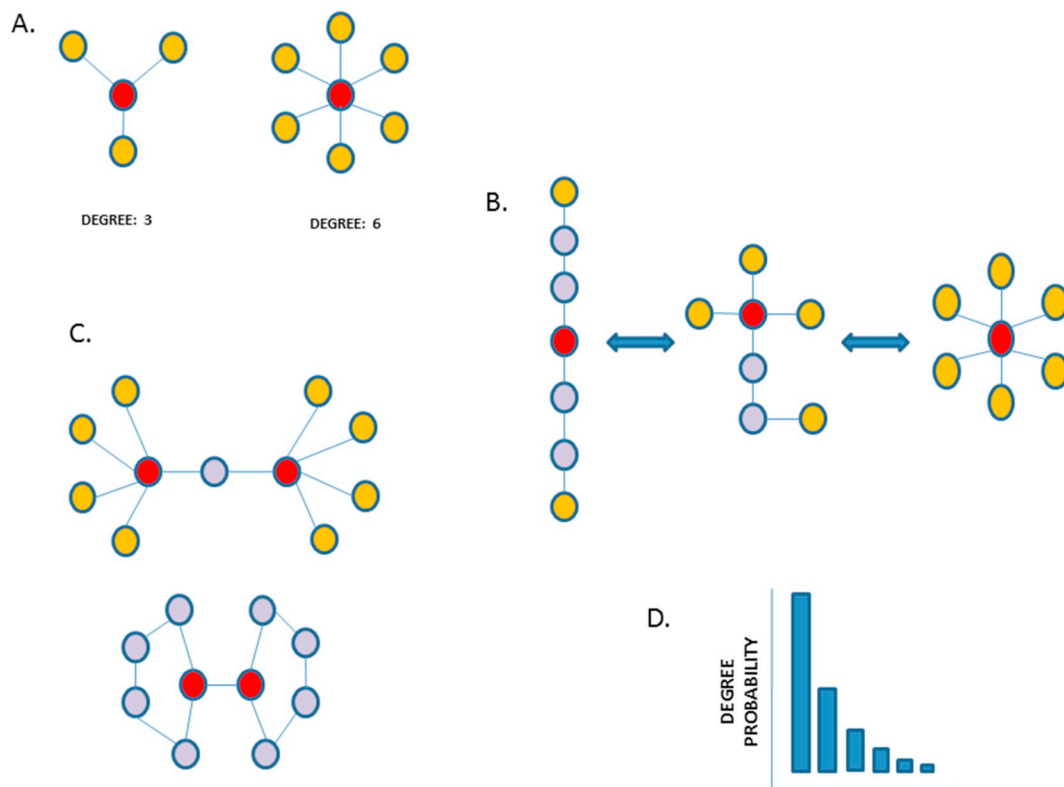 A.
DEGREE: 3
DEGREE: 6
B.
C.
D.
DEGREE
PROBABILITY